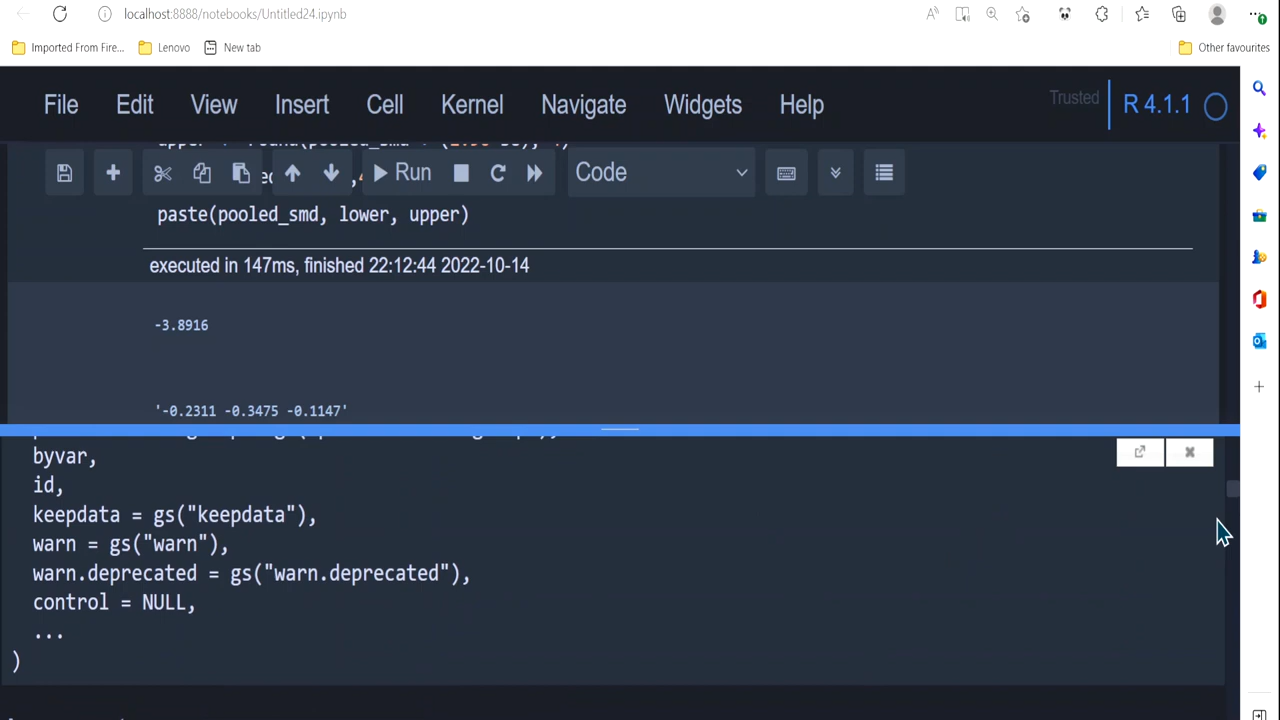 localhost:8888/notebooks/Untitled24.ipynb
Imported From Fire... Lenovo New tab Other favourites
File Edit View Insert Cell Kernel Navigate Widgets Help Trusted R 4.1.1
Run Code
paste(pooled_smd, lower, upper)
executed in 147ms, finished 22:12:44 2022-10-14
-3.8916
'-0.2311 -0.3475 -0.1147'
byvar,
id,
keepdata = gs("keepdata"),
warn = gs("warn"),
warn.deprecated = gs("warn.deprecated"),
control = NULL,
...
)